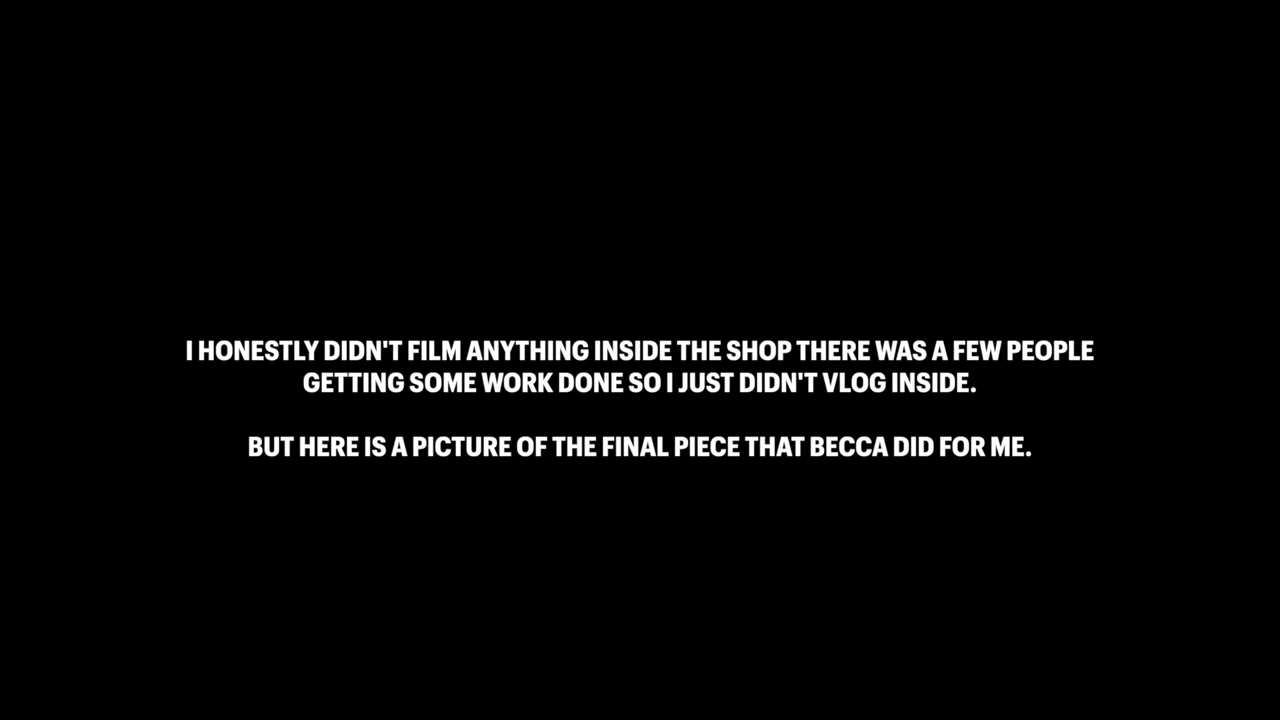 I HONESTLY DIDN'T FILM ANYTHING INSIDE THE SHOP THERE WAS A FEW PEOPLE
GETTING SOME WORK DONE SO I JUST DIDN'T VLOG INSIDE.
BUT HERE IS A PICTURE OF THE FINAL PIECE THAT BECCA DID FOR ME.